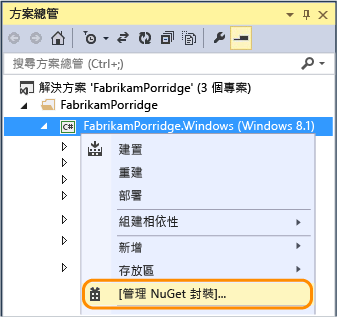 方案總管
搜尋方案總管 (Ctrl+;)
解決方案 'FabrikamPorridge' (3 個專案)
FabrikamPorridge
C# FabrikamPorridge.Windows (Windows 8.1)
建置
重建
部署
組建相依性
新增
存放區
[管理 NuGet 封裝]...